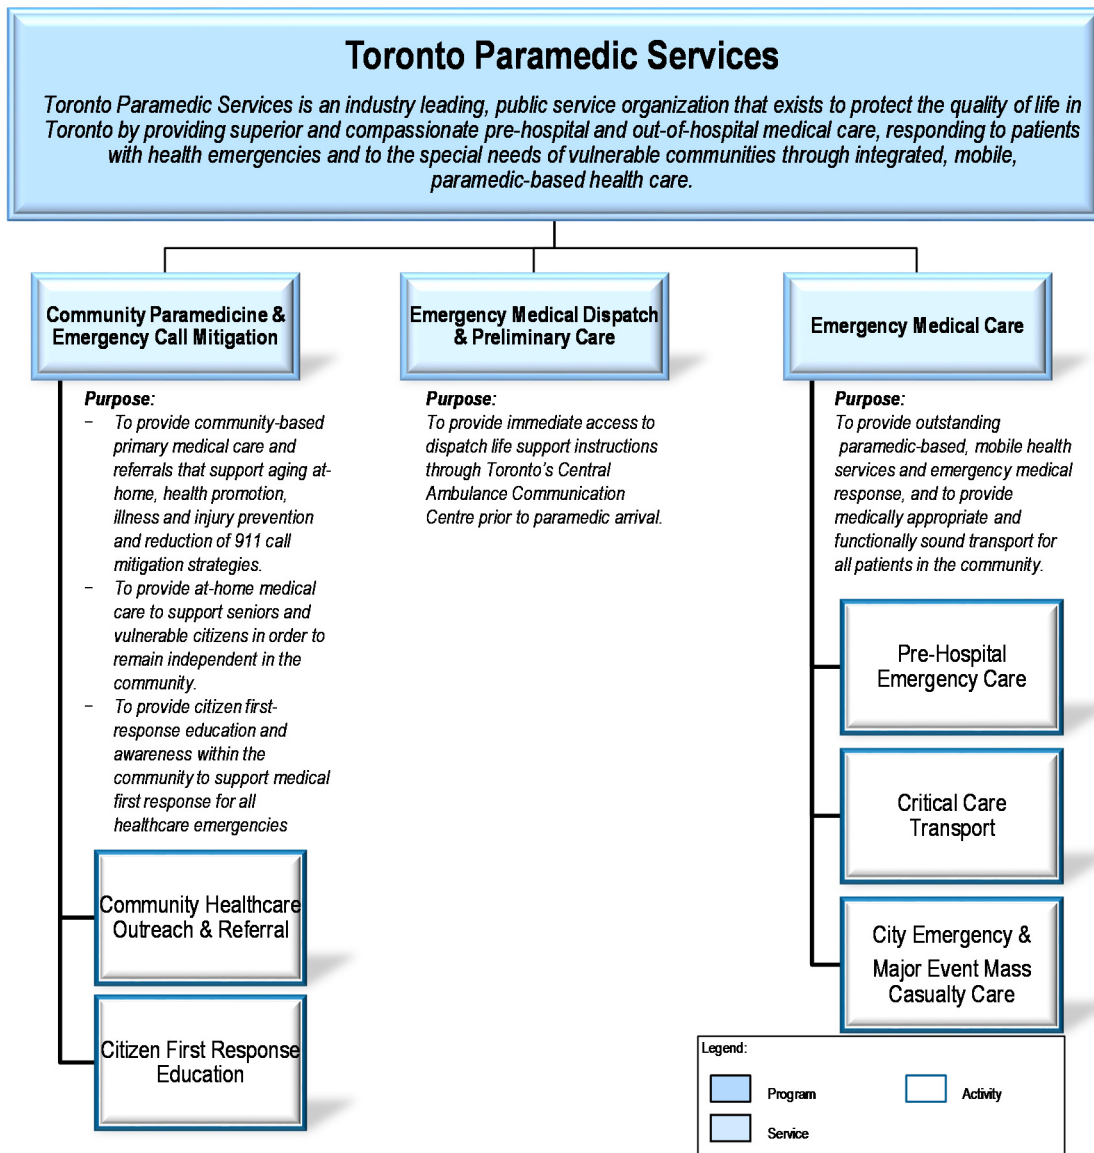 Toronto Paramedic Services
Toronto Paramedic Services is an industry leading, public service organization that exists to protect the quality of life in
Toronto by providing superior and compassionate pre-hospital and out-of-hospital medical care, responding to patients
with health emergencies and to the special needs of vulnerable communities through integrated, mobile,
paramedic-based health care.
Community Paramedicine &
Emergency Call Mitigation
Purpose:
− To provide community-based
primary medical care and
referrals that support aging at-
home, health promotion,
illness and injury prevention
and reduction of 911 call
mitigation strategies.
− To provide at-home medical
care to support seniors and
vulnerable citizens in order to
remain independent in the
community.
− To provide citizen first-
response education and
awareness within the
community to support medical
first response for all
healthcare emergencies
Community Healthcare
Outreach & Referral
Citizen First Response
Education
Emergency Medical Dispatch
& Preliminary Care
Purpose:
To provide immediate access to
dispatch life support instructions
through Toronto's Central
Ambulance Communication
Centre prior to paramedic arrival.
Emergency Medical Care
Purpose:
To provide outstanding
paramedic-based, mobile health
services and emergency medical
response, and to provide
medically appropriate and
functionally sound transport for
all patients in the community.
Pre-Hospital
Emergency Care
Critical Care
Transport
City Emergency &
Major Event Mass
Casualty Care
Legend:
Program
Activity
Service